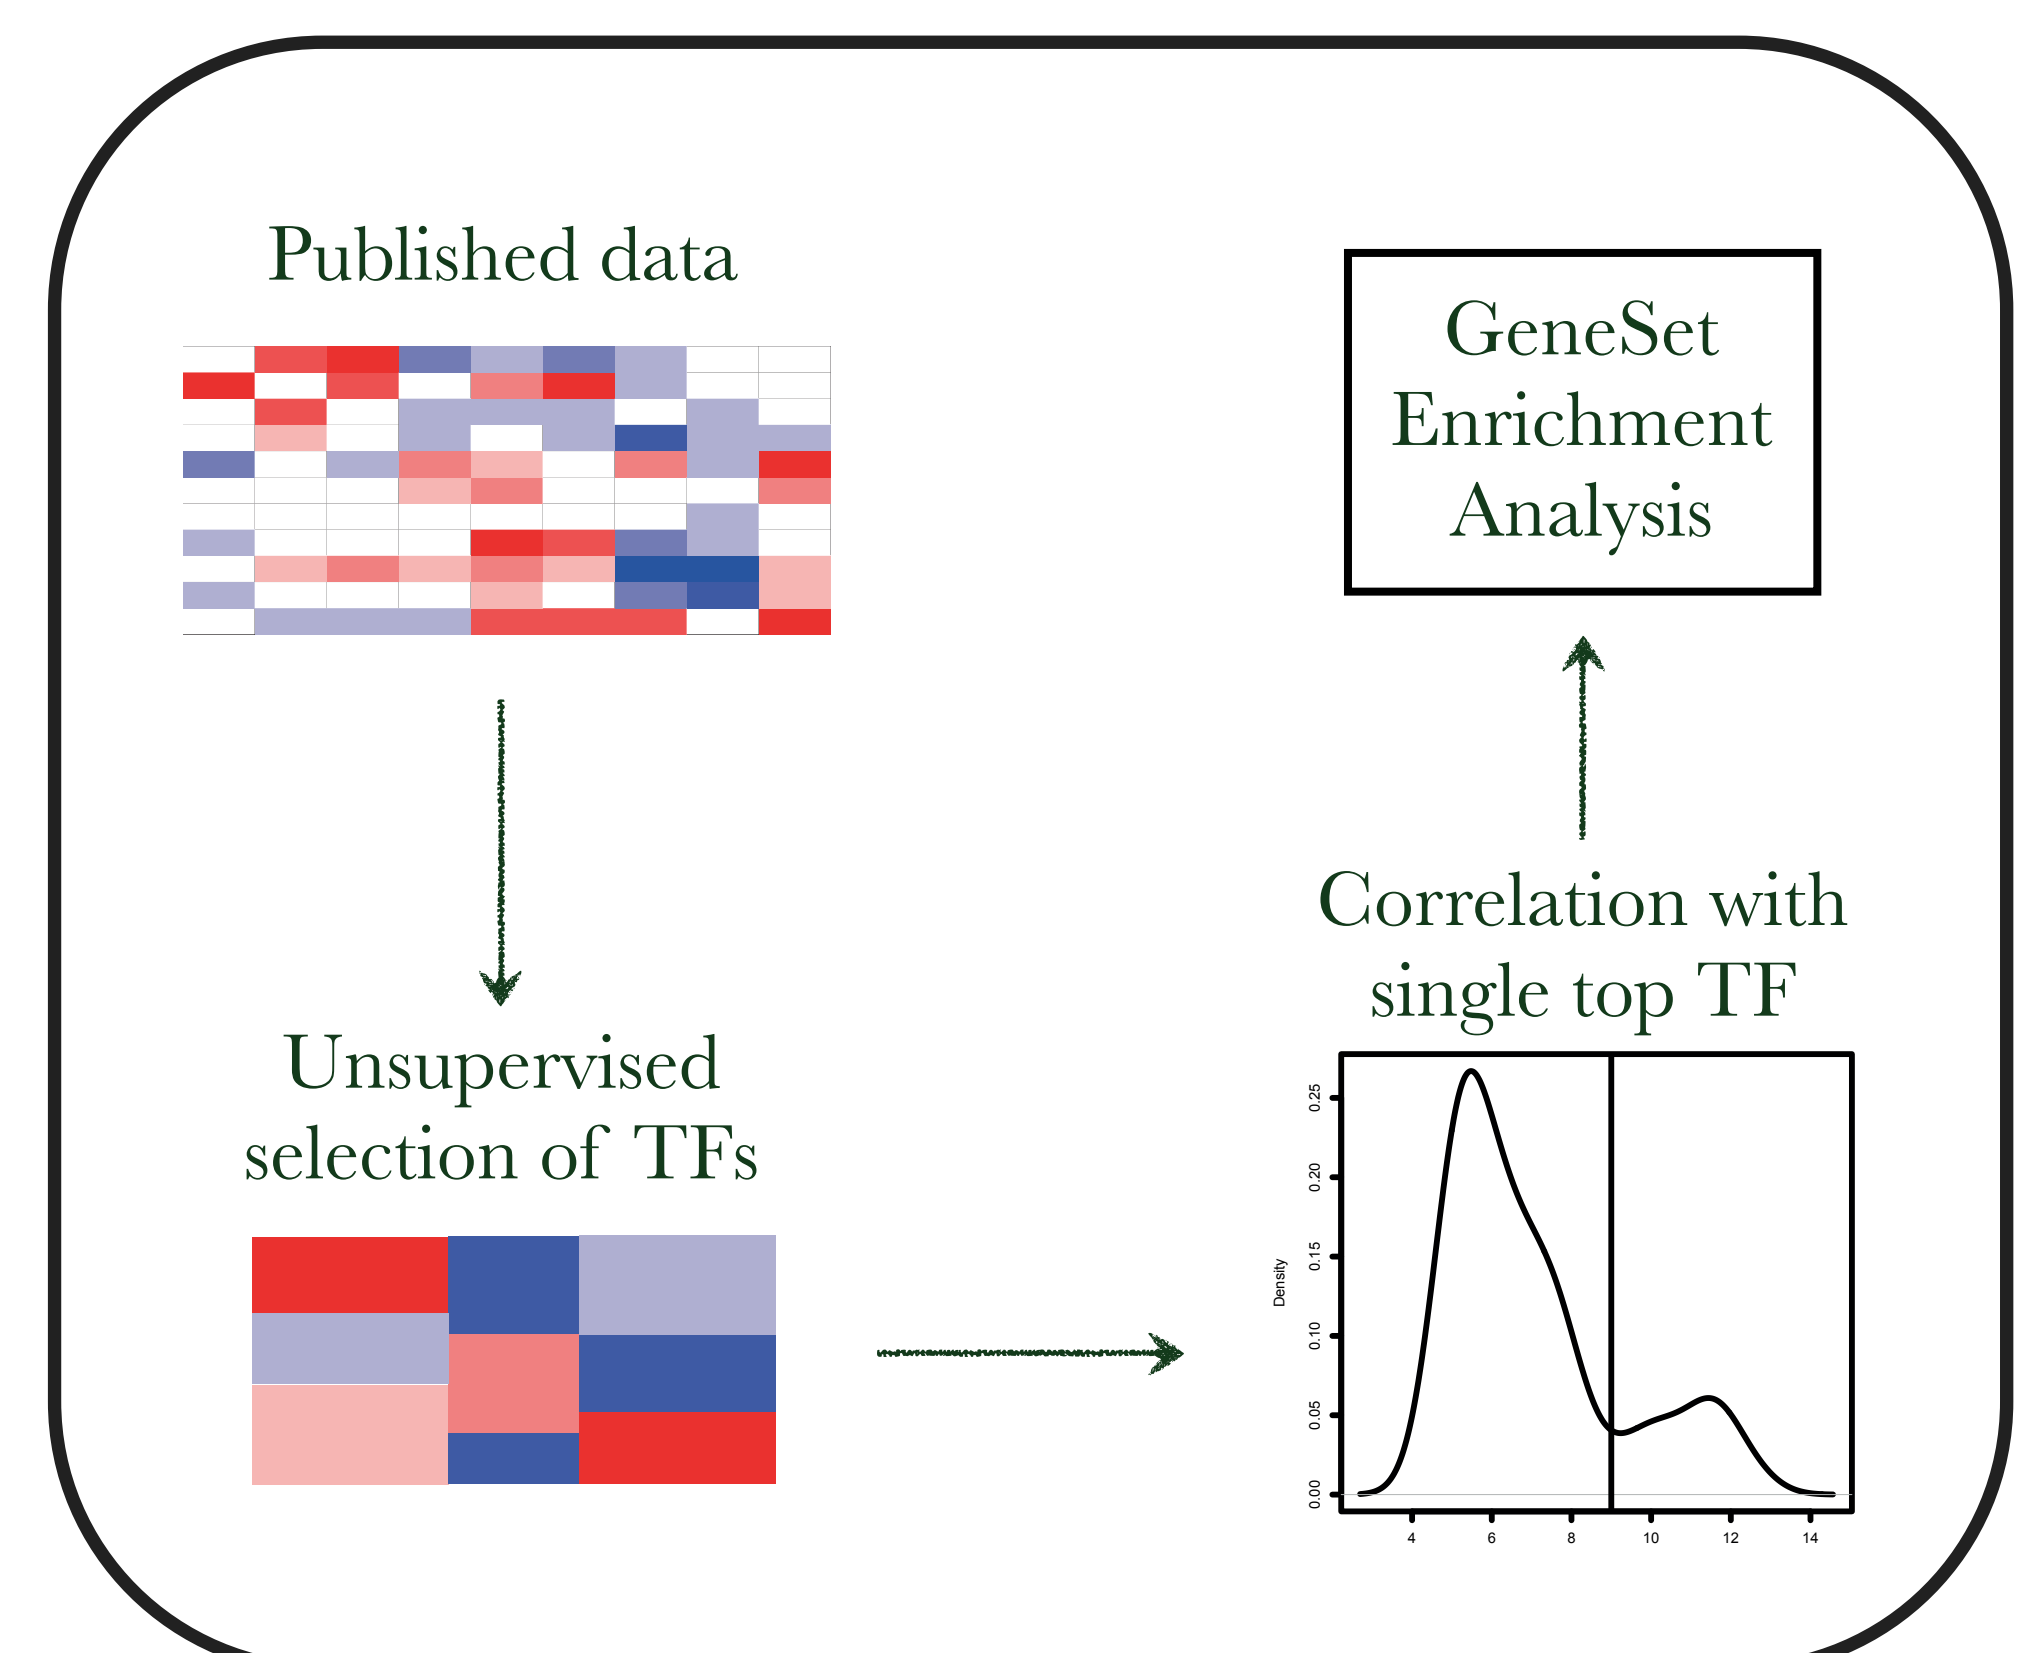 Published data
Unsupervised
selection of TFs
GeneSet
Enrichment
Analysis
Correlation with
single top TF
0.25
0.20
0.15
0.10
0.05
0.00
Density
4 6 8 10 12 14